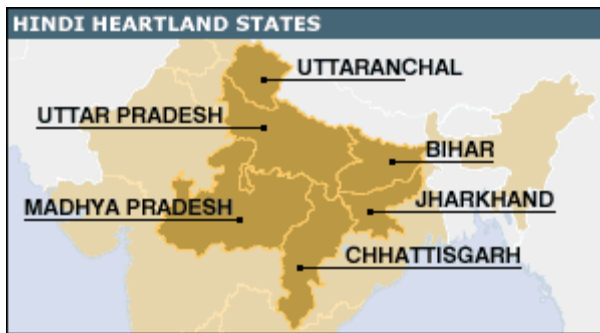 HINDI HEARTLAND STATES
UTTARANCHAL
UTTAR PRADESH
BIHAR
MADHYA PRADESH
JHARKHAND
CHHATTISGARH